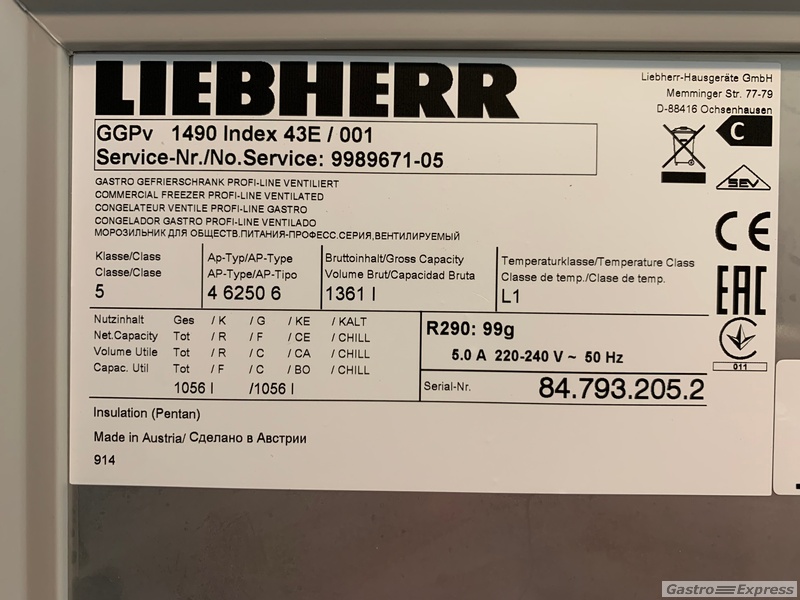 LIEBHERR
Liebherr-Hausgeräte GmbH
Memminger Str. 77-79
D-88416 Ochsenhausen
GGPv 1490 Index 43E / 001
Service-Nr./No.Service: 9989671-05
C
SEV
GASTRO GEFRIERSCHRANK PROFI-LINE VENTILIERT
COMMERCIAL FREEZER PROFI-LINE VENTILATED
CONGELATEUR VENTILE PROFI-LINE GASTRO
CONGELADOR GASTRO PROFI-LINE VENTILADO
МОРОЗИЛЬНИК ДЛЯ ОБЩЕСТВ.ПИТАНИЯ-ПРОФЕСС.СЕРИЯ,ВЕНТИЛИРУЕМЫЙ
CE
Klasse/Class
Classe/Clase
5
Ap-Typ/AP-Type
AP-Type/AP-Tipo
4 6250 6
Bruttoinhalt/Gross Capacity
Volume Brut/Capacidad Bruta
1361 l
Temperaturklasse/Temperature Class
Classe de temp./Clase de temp.
L1
EAC
011
Nutzinhalt Ges / K / G / KE / KALT
Net.Capacity Tot / R / F / CE / CHILL
Volume Utile Tot / R / C / CA / CHILL
Capac. Util Tot / F / C / BO / CHILL
1056 l /1056 l
R290: 99g
5.0 A 220-240 V ~ 50 Hz
Serial-Nr. 84.793.205.2
Insulation (Pentan)
Made in Austria/ Сделано в Австрии
914
Gastro Express